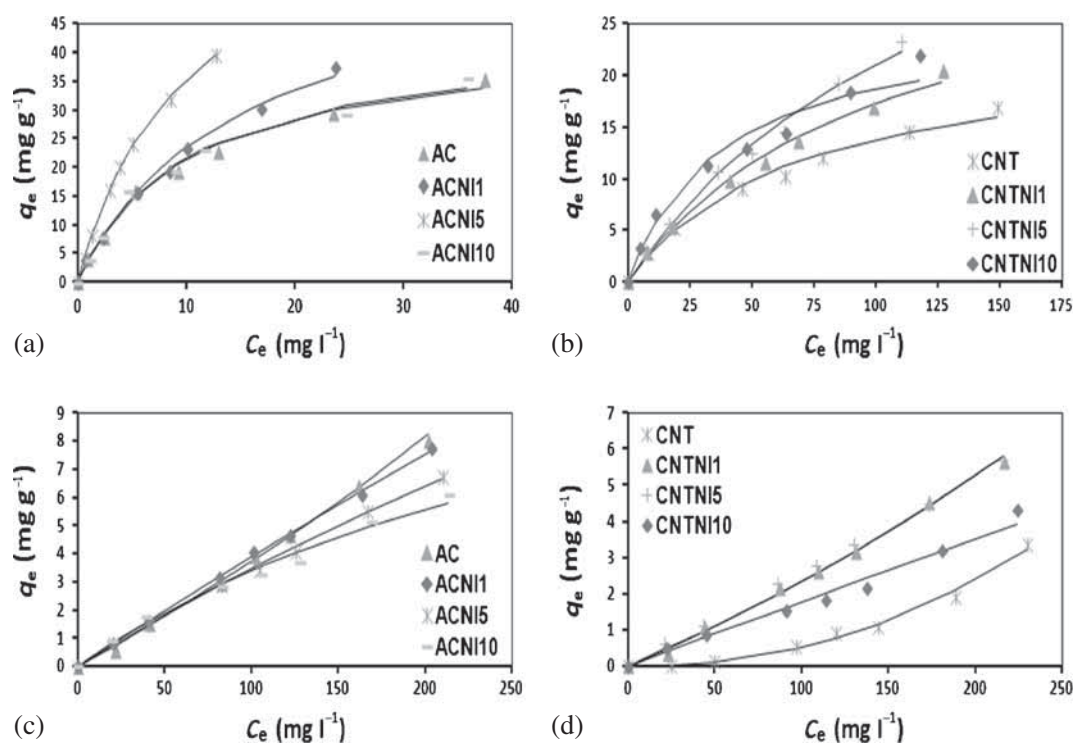 45
40
35
30
25
20
15
10
5
0
qe (mg g⁻¹)
AC
ACNI1
ACNI5
ACNI10
0 10 20 30 40
(a)
Ce (mg l⁻¹)
25
20
15
10
5
0
qe (mg g⁻¹)
CNT
CNTNI1
CNTNI5
CNTNI10
0 25 50 75 100 125 150 175
(b)
Ce (mg l⁻¹)
9
8
7
6
5
4
3
2
1
0
qe (mg g⁻¹)
AC
ACNI1
ACNI5
ACNI10
0 50 100 150 200 250
(c)
Ce (mg l⁻¹)
7
6
5
4
3
2
1
0
qe (mg g⁻¹)
CNT
CNTNI1
CNTNI5
CNTNI10
0 50 100 150 200 250
(d)
Ce (mg l⁻¹)